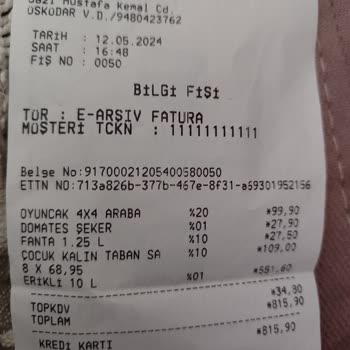 Gazi Mustafa Kemal Cd.
ÜSKÜDAR V.D./9480423762
TARİH : 12.05.2024
SAAT : 16:48
FİŞ NO : 0050
BİLGİ FİŞİ
TÜR : E-ARŞİV FATURA
MÜŞTERİ TCKN : 11111111111
Belge No:91700021205400580050
ETTN NO:713a826b-377b-467e-8f31-a69301952156
OYUNCAK 4X4 ARABA %20 *99,90
DOMATES ŞEKER %01 *27,90
FANTA 1.25 L %10 *27,50
ÇOCUK KALIN TABAN SA %10 *109,00
8 X 68,95
ERİKLİ 10 L %01 *551,60
TOPKDV *34,80
TOPLAM *815,90
KREDİ KARTI *815,90